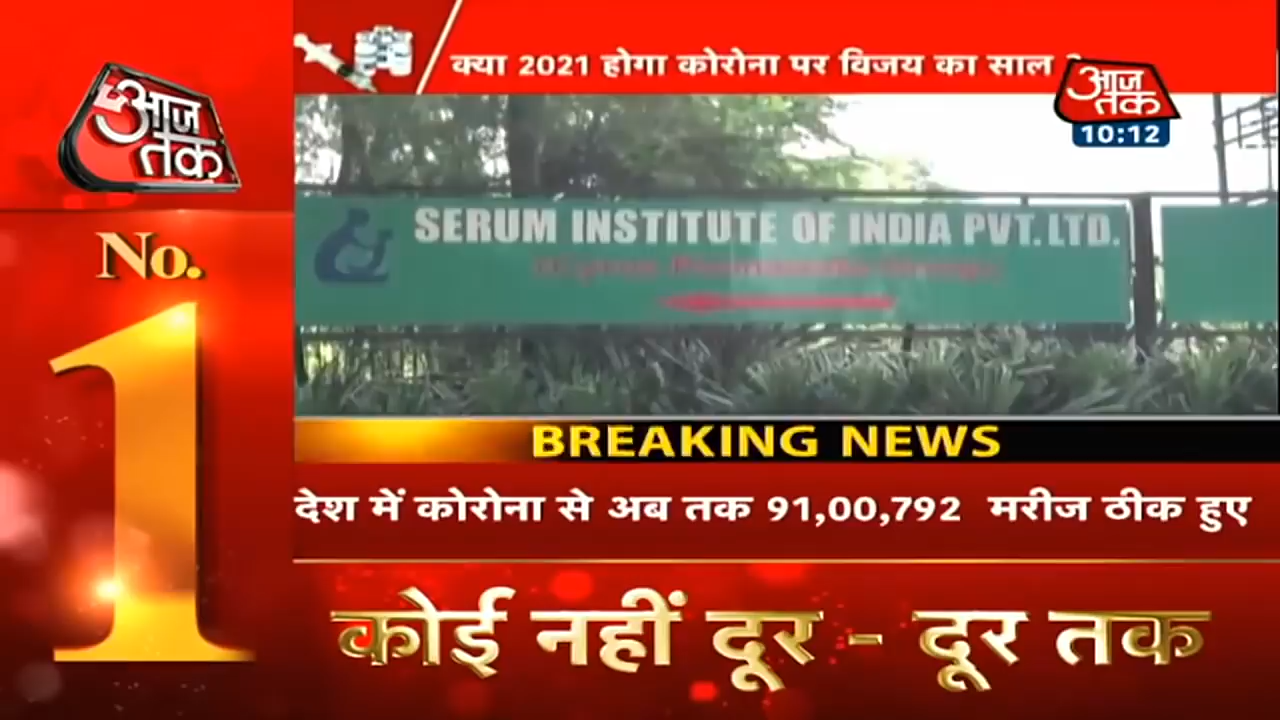 क्या 2021 होगा कोरोना पर विजय का साल ?
आज
तक
10:12
आज
तक
No.
1
SERUM INSTITUTE OF INDIA PVT. LTD.
BREAKING NEWS
देश में कोरोना से अब तक 91,00,792 मरीज ठीक हुए
कोई नहीं दूर - दूर तक